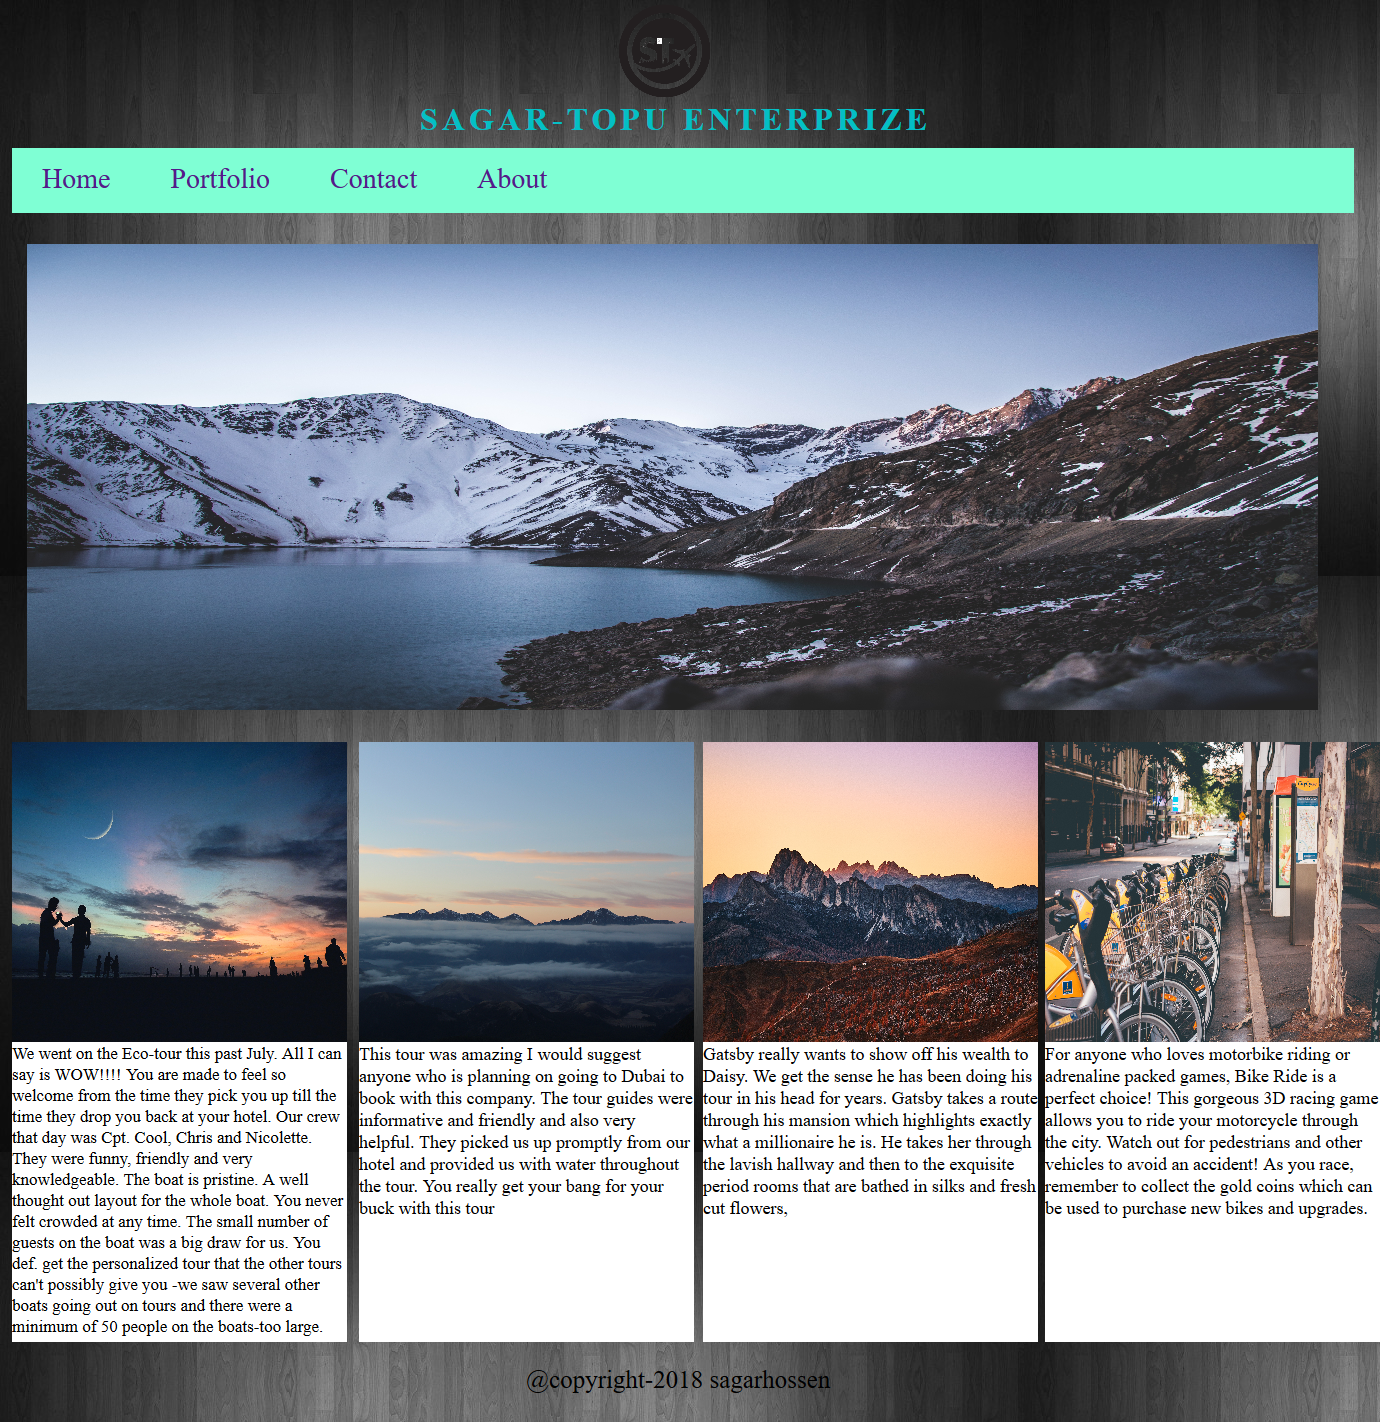 ST
SAGAR-TOPU ENTERPRIZE
Home Portfolio Contact About
We went on the Eco-tour this past July. All I can
say is WOW!!!! You are made to feel so
welcome from the time they pick you up till the
time they drop you back at your hotel. Our crew
that day was Cpt. Cool, Chris and Nicolette.
They were funny, friendly and very
knowledgeable. The boat is pristine. A well
thought out layout for the whole boat. You never
felt crowded at any time. The small number of
guests on the boat was a big draw for us. You
def. get the personalized tour that the other tours
can't possibly give you -we saw several other
boats going out on tours and there were a
minimum of 50 people on the boats-too large.
This tour was amazing I would suggest
anyone who is planning on going to Dubai to
book with this company. The tour guides were
informative and friendly and also very
helpful. They picked us up promptly from our
hotel and provided us with water throughout
the tour. You really get your bang for your
buck with this tour
Gatsby really wants to show off his wealth to
Daisy. We get the sense he has been doing his
tour in his head for years. Gatsby takes a route
through his mansion which highlights exactly
what a millionaire he is. He takes her through
the lavish hallway and then to the exquisite
period rooms that are bathed in silks and fresh
cut flowers,
For anyone who loves motorbike riding or
adrenaline packed games, Bike Ride is a
perfect choice! This gorgeous 3D racing game
allows you to ride your motorcycle through
the city. Watch out for pedestrians and other
vehicles to avoid an accident! As you race,
remember to collect the gold coins which can
be used to purchase new bikes and upgrades.
@copyright-2018 sagarhossen